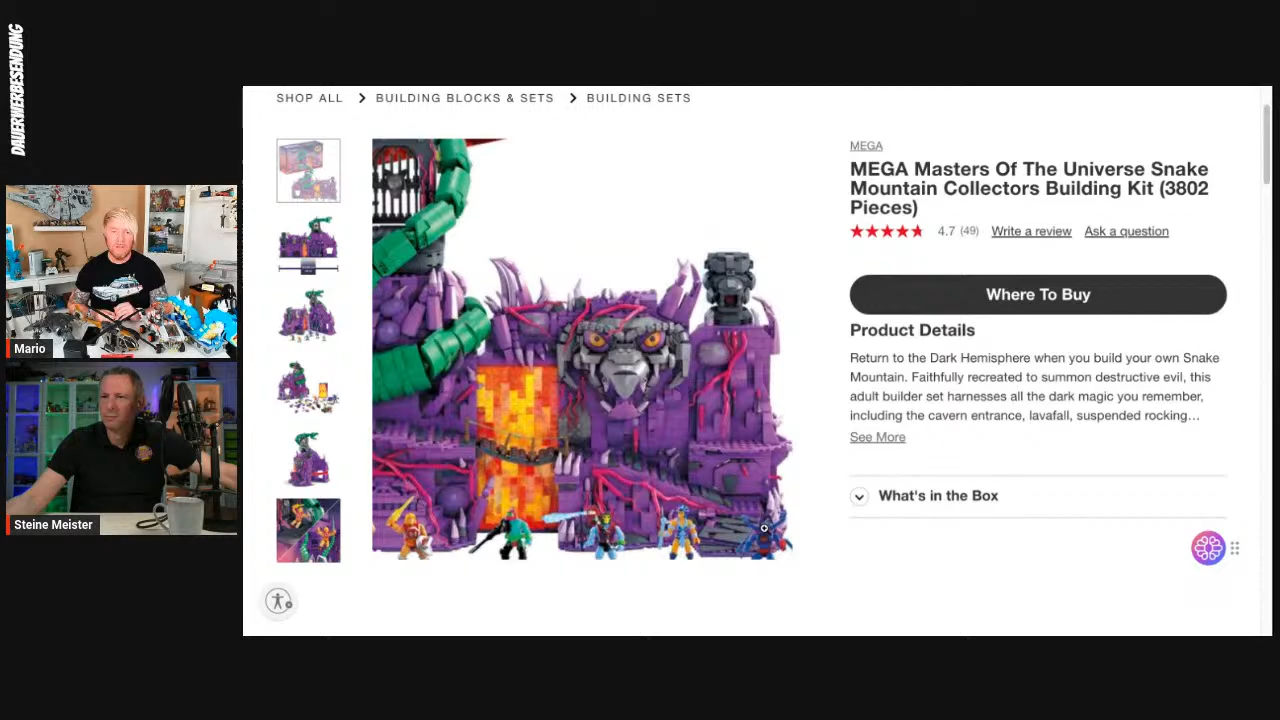 DAUERWERBESENDUNG
Mario
Steine Meister
SHOP ALL > BUILDING BLOCKS & SETS > BUILDING SETS
MEGA
MEGA Masters Of The Universe Snake
Mountain Collectors Building Kit (3802
Pieces)
4.7 (49) Write a review Ask a question
Where To Buy
Product Details
Return to the Dark Hemisphere when you build your own Snake
Mountain. Faithfully recreated to summon destructive evil, this
adult builder set harnesses all the dark magic you remember,
including the cavern entrance, lavafall, suspended rocking...
See More
What's in the Box